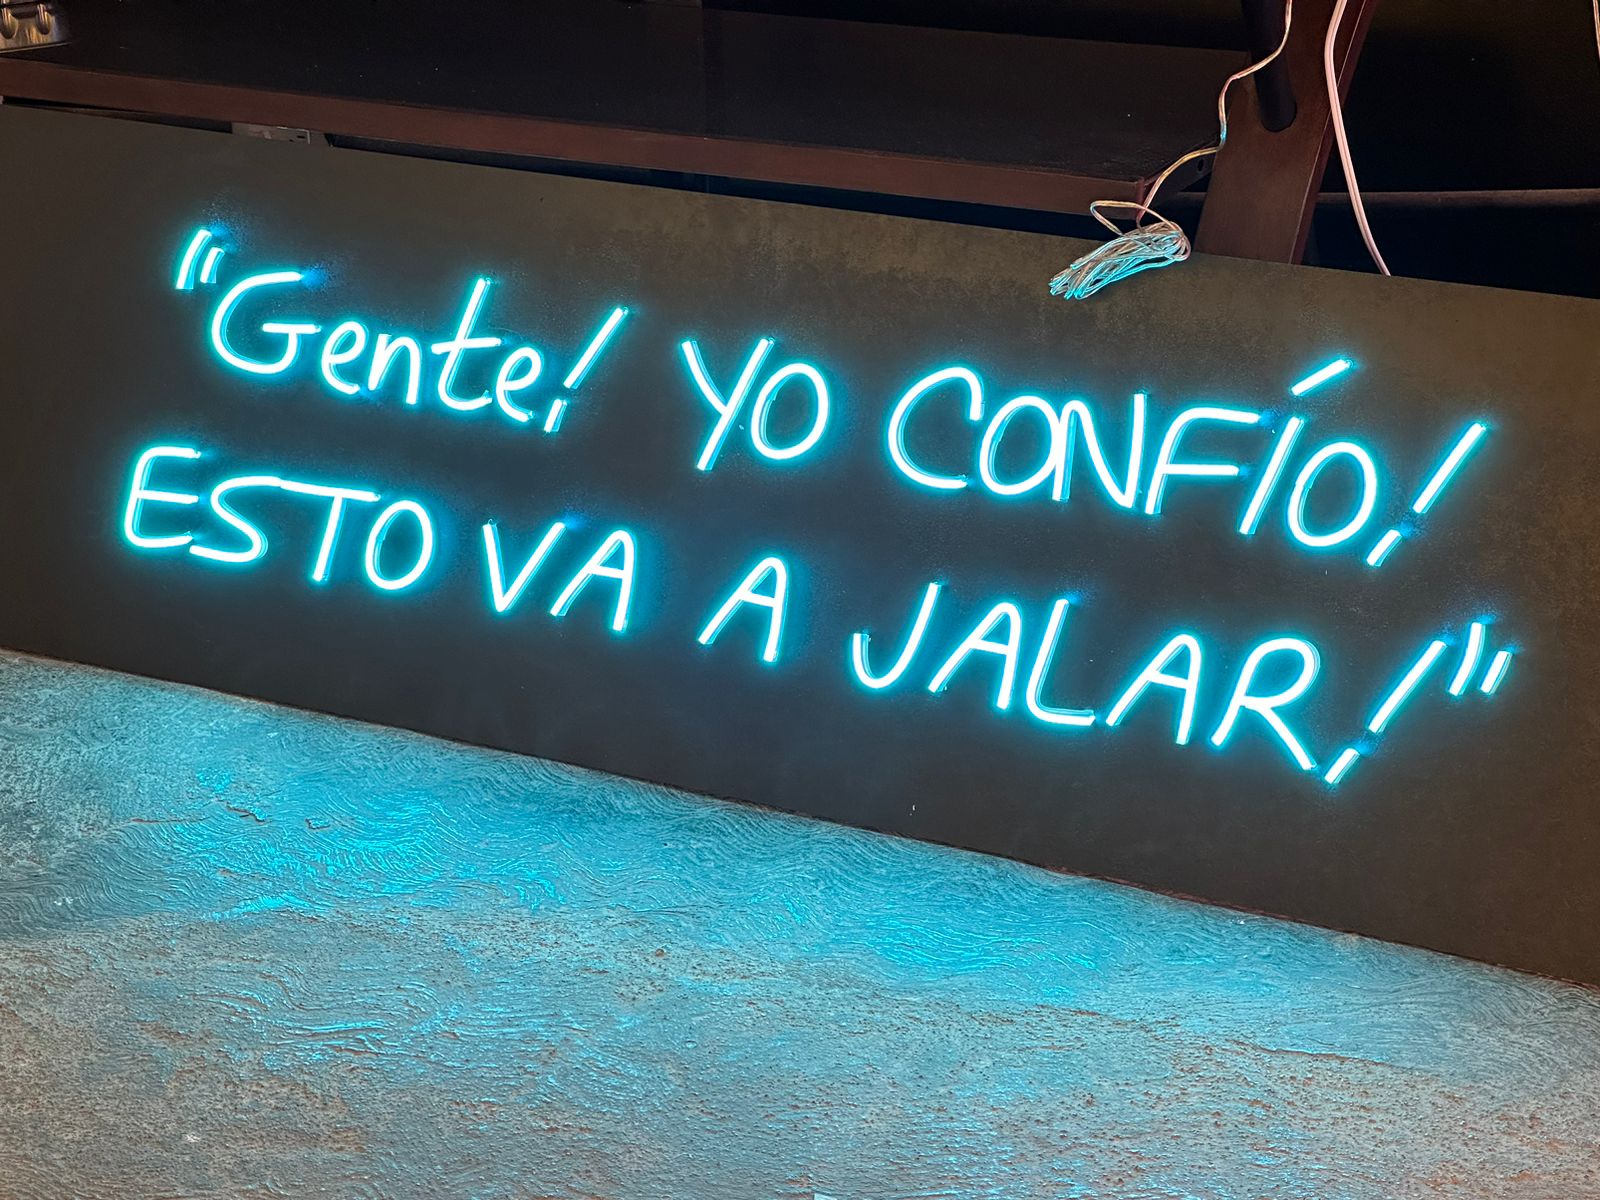 "Gente! YO CONFÍO!
ESTO VA A JALAR!"